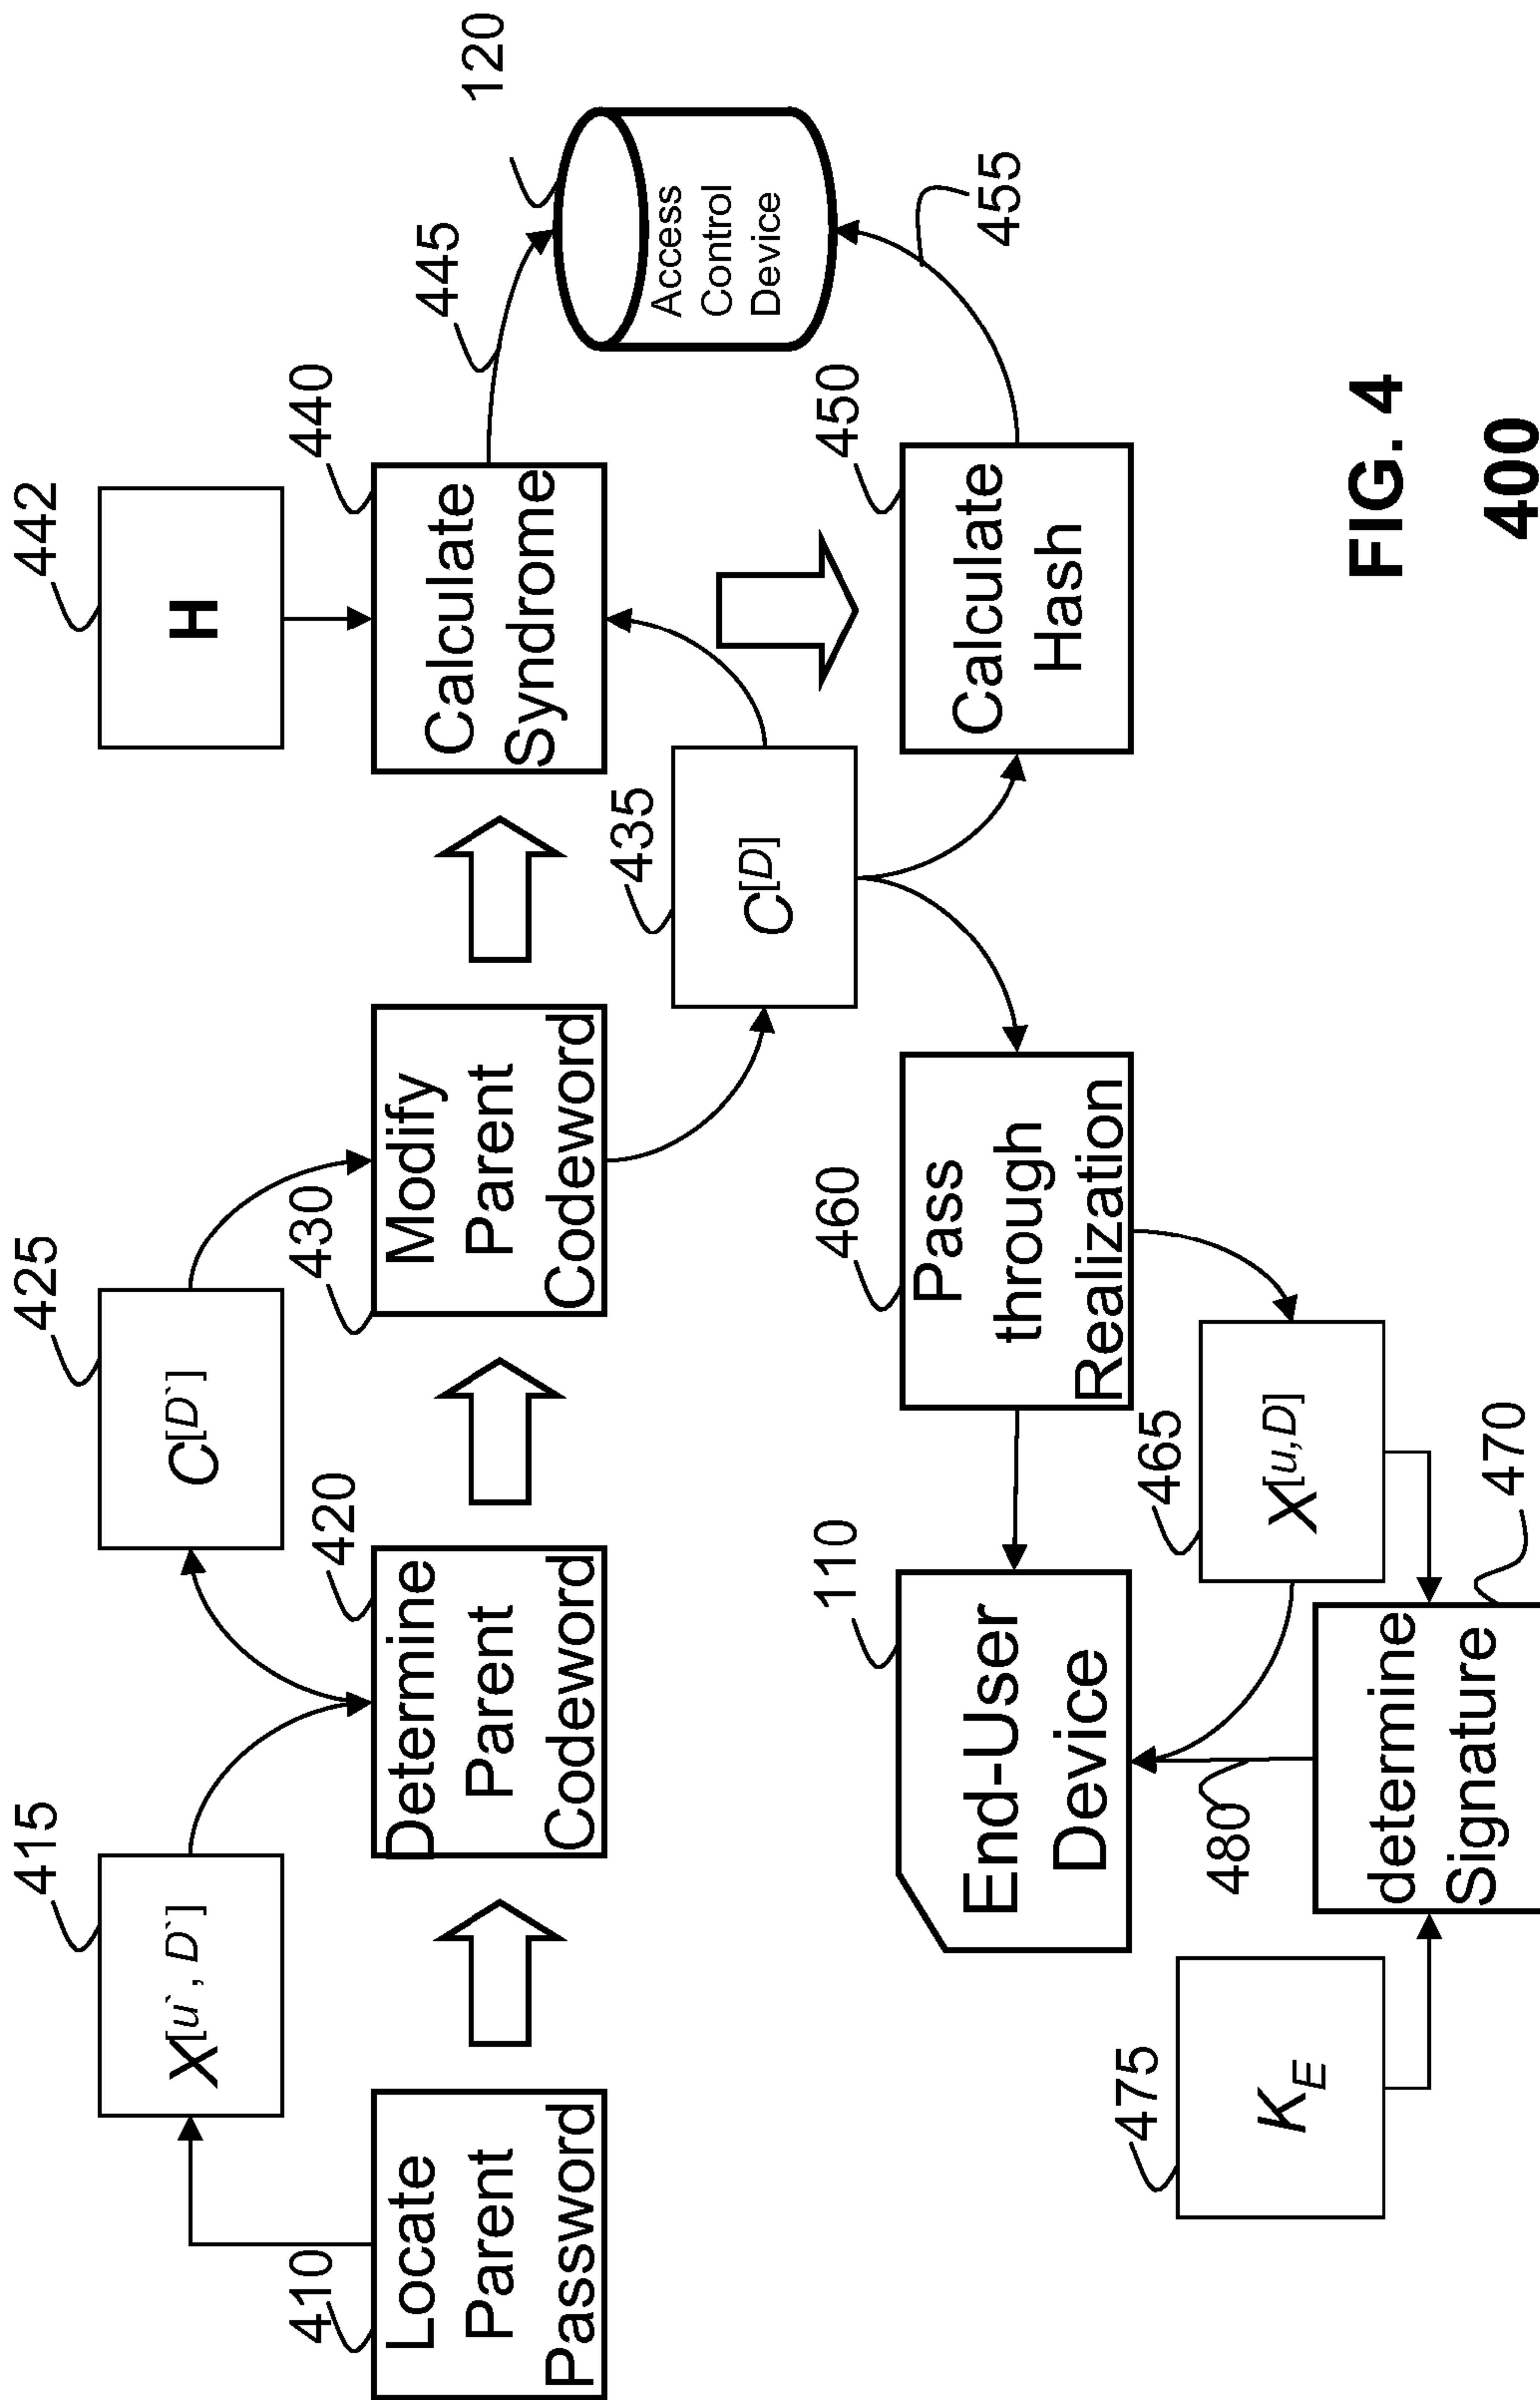 415
X[u`, D`]
425
C[D`]
442
H
410
Locate
Parent
Password
420
Determine
Parent
Codeword
430
Modify
Parent
Codeword
440
Calculate
Syndrome
445
120
Access
Control
Device
435
C[D]
110
End-User
Device
460
Pass
through
Realization
450
Calculate
Hash
455
475
KE
480
465
X[u,D]
determine
Signature
470
FIG. 4
400